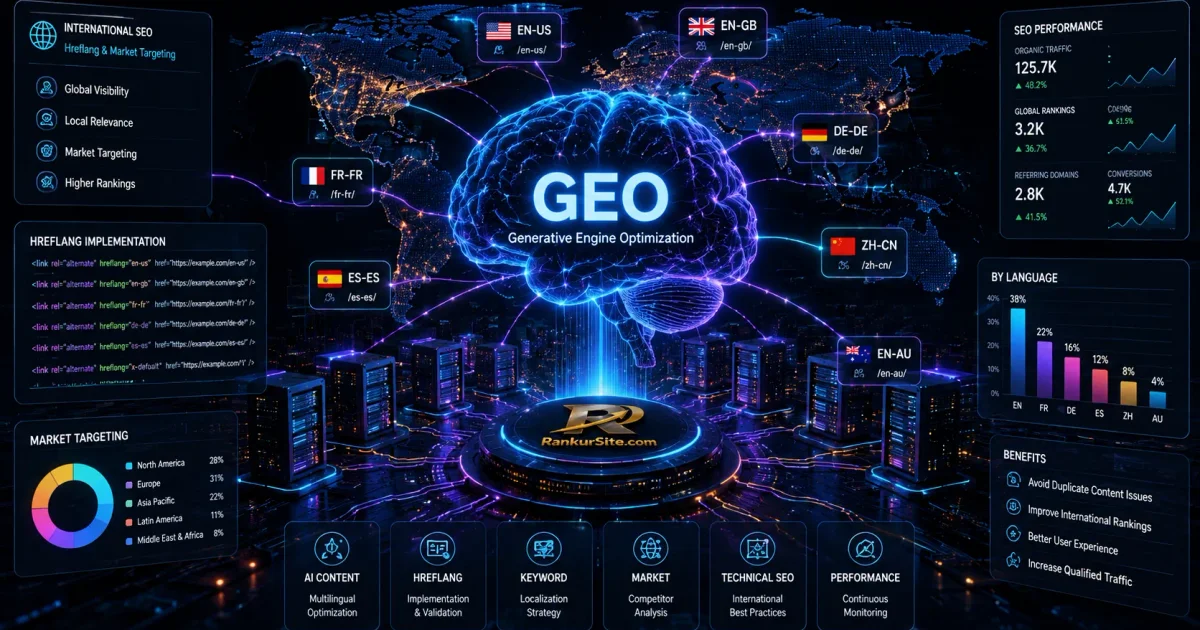 INTERNATIONAL SEO
Hreflang & Market Targeting
Global Visibility
Local Relevance
Market Targeting
Higher Rankings
EN-US
/en-us/
EN-GB
/en-gb/
FR-FR
/fr-fr/
DE-DE
/de-de/
ES-ES
/es-es/
ZH-CN
/zh-cn/
EN-AU
/en-au/
GEO
Generative Engine Optimization
RankurSite.com
SEO PERFORMANCE
ORGANIC TRAFFIC
125.7K
▲ 48.2%
GLOBAL RANKINGS
3.2K
▲ 36.7%
▲ 51.5%
REFERRING DOMAINS
2.8K
▲ 41.5%
CONVERSIONS
4.7K
▲ 52.1%
HREFLANG IMPLEMENTATION
<link rel="alternate" hreflang="en-us" href="https://example.com/en-us" />
<link rel="alternate" hreflang="en-gb" href="https://example.com/en-gb" />
<link rel="alternate" hreflang="fr-fr" href="https://example.com/fr-fr" />
<link rel="alternate" hreflang="de-de" href="https://example.com/de-de" />
<link rel="alternate" hreflang="es-es" href="https://example.com/es-es" />
<link rel="alternate" hreflang="x-defoait" href="https://example.com/" />
BY LANGUAGE
40%
30%
20%
10%
0%
38%
22%
16%
12%
8%
4%
EN FR DE ES ZH AU
MARKET TARGETING
North America 28%
Europe 31%
Asia Pacific 22%
Latin America 11%
Middle East & Africa 8%
BENEFITS
Avoid Duplicate Content Issues
Improve International Rankings
Better User Experience
Increase Qualified Traffic
AI CONTENT
Multilingual
Optimization
HREFLANG
Implementation
& Validation
KEYWORD
Localization
Strategy
MARKET
Competitor
Analysis
TECHNICAL SEO
International
Best Practices
PERFORMANCE
Continuous
Monitoring